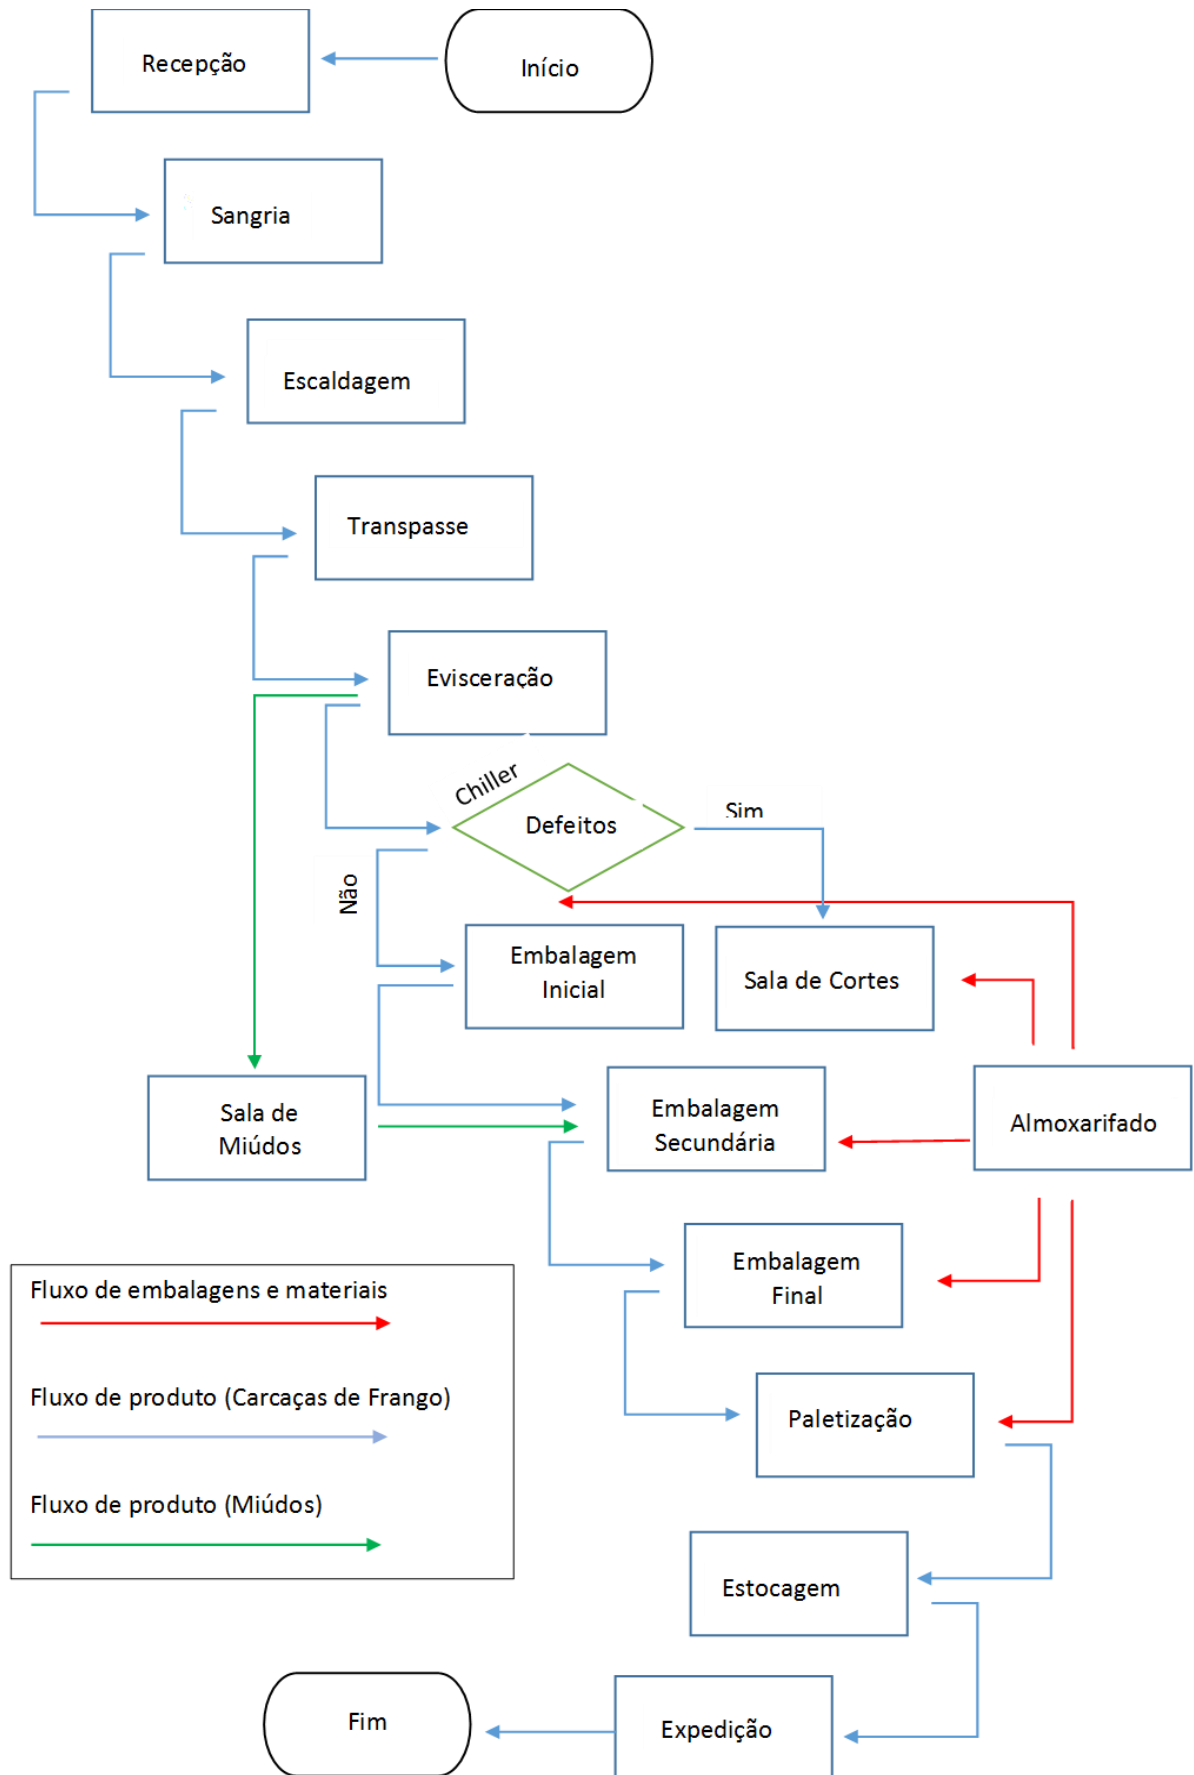 Início
Recepção
Sangria
Escaldagem
Transpasse
Evisceração
Chiller
Defeitos
Sim
Não
Embalagem
Inicial
Sala de Cortes
Sala de
Miúdos
Embalagem
Secundária
Almoxarifado
Embalagem
Final
Fluxo de embalagens e materiais
Fluxo de produto (Carcaças de Frango)
Fluxo de produto (Miúdos)
Paletização
Estocagem
Expedição
Fim